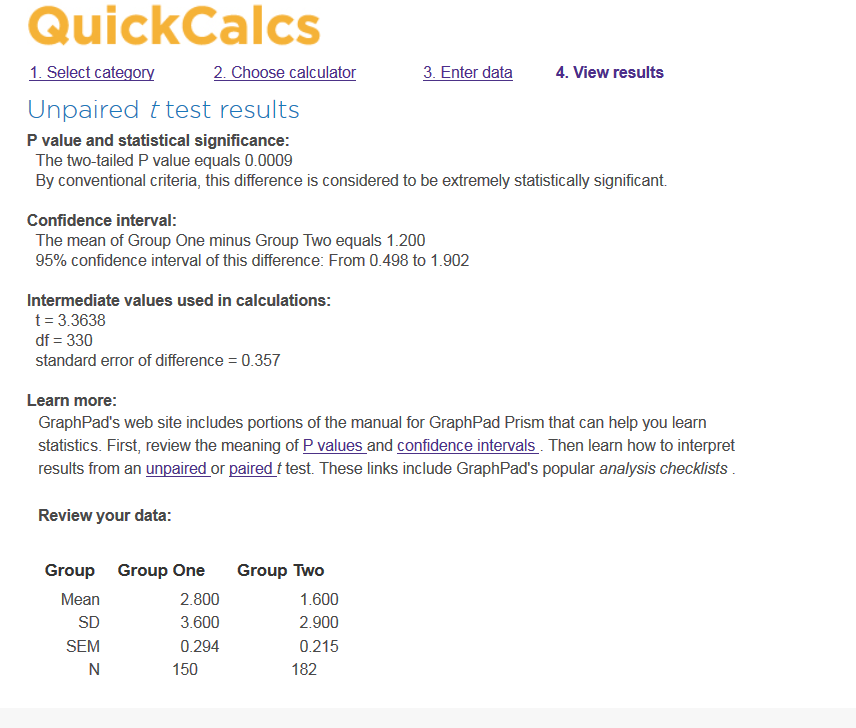 QuickCalcs
1. Select category 2. Choose calculator 3. Enter data 4. View results
Unpaired t test results
P value and statistical significance:
The two-tailed P value equals 0.0009
By conventional criteria, this difference is considered to be extremely statistically significant.
Confidence interval:
The mean of Group One minus Group Two equals 1.200
95% confidence interval of this difference: From 0.498 to 1.902
Intermediate values used in calculations:
t = 3.3638
df = 330
standard error of difference = 0.357
Learn more:
GraphPad's web site includes portions of the manual for GraphPad Prism that can help you learn
statistics. First, review the meaning of P values and confidence intervals . Then learn how to interpret
results from an unpaired or paired t test. These links include GraphPad's popular analysis checklists .
Review your data:
Group Group One Group Two
Mean 2.800 1.600
SD 3.600 2.900
SEM 0.294 0.215
N 150 182